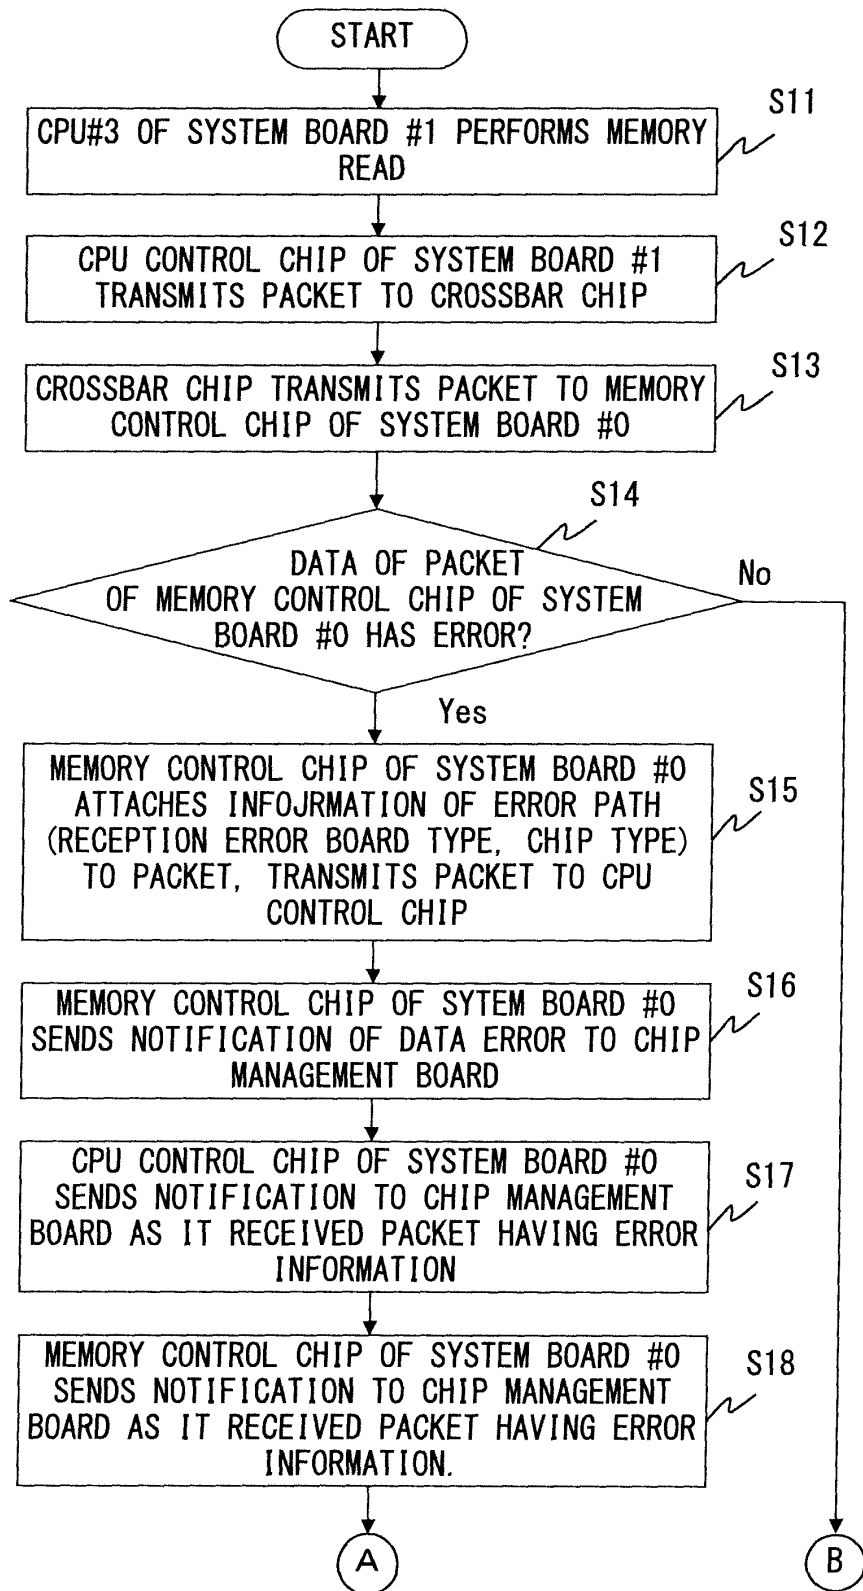 START
S11
CPU#3 OF SYSTEM BOARD #1 PERFORMS MEMORY
READ
S12
CPU CONTROL CHIP OF SYSTEM BOARD #1
TRANSMITS PACKET TO CROSSBAR CHIP
S13
CROSSBAR CHIP TRANSMITS PACKET TO MEMORY
CONTROL CHIP OF SYSTEM BOARD #0
S14
DATA OF PACKET
OF MEMORY CONTROL CHIP OF SYSTEM
BOARD #0 HAS ERROR?
No
Yes
MEMORY CONTROL CHIP OF SYSTEM BOARD #0
ATTACHES INFOJRMATION OF ERROR PATH
(RECEPTION ERROR BOARD TYPE, CHIP TYPE)
TO PACKET, TRANSMITS PACKET TO CPU
CONTROL CHIP
S15
MEMORY CONTROL CHIP OF SYTEM BOARD #0
SENDS NOTIFICATION OF DATA ERROR TO CHIP
MANAGEMENT BOARD
S16
CPU CONTROL CHIP OF SYSTEM BOARD #0
SENDS NOTIFICATION TO CHIP MANAGEMENT
BOARD AS IT RECEIVED PACKET HAVING ERROR
INFORMATION
S17
MEMORY CONTROL CHIP OF SYSTEM BOARD #0
SENDS NOTIFICATION TO CHIP MANAGEMENT
BOARD AS IT RECEIVED PACKET HAVING ERROR
INFORMATION.
S18
A
B